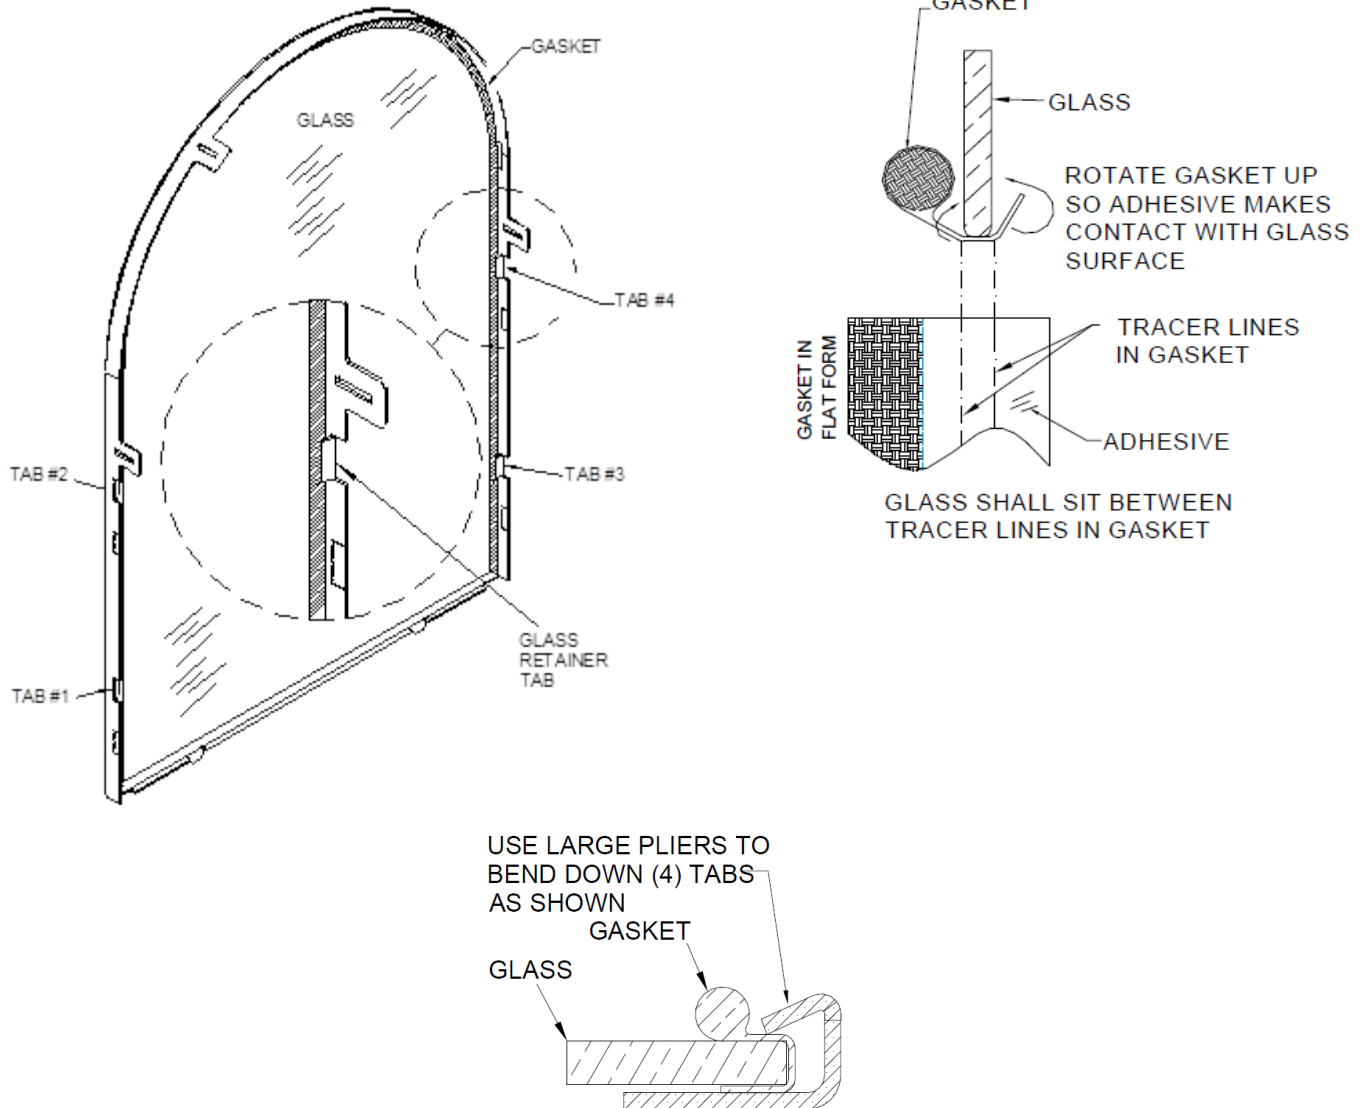 GASKET
GLASS
TAB #4
TAB #2
TAB #3
GLASS
RETAINER
TAB
TAB #1
GASKET
GLASS
ROTATE GASKET UP
SO ADHESIVE MAKES
CONTACT WITH GLASS
SURFACE
GASKET IN
FLAT FORM
TRACER LINES
IN GASKET
ADHESIVE
GLASS SHALL SIT BETWEEN
TRACER LINES IN GASKET
USE LARGE PLIERS TO
BEND DOWN (4) TABS
AS SHOWN
GASKET
GLASS